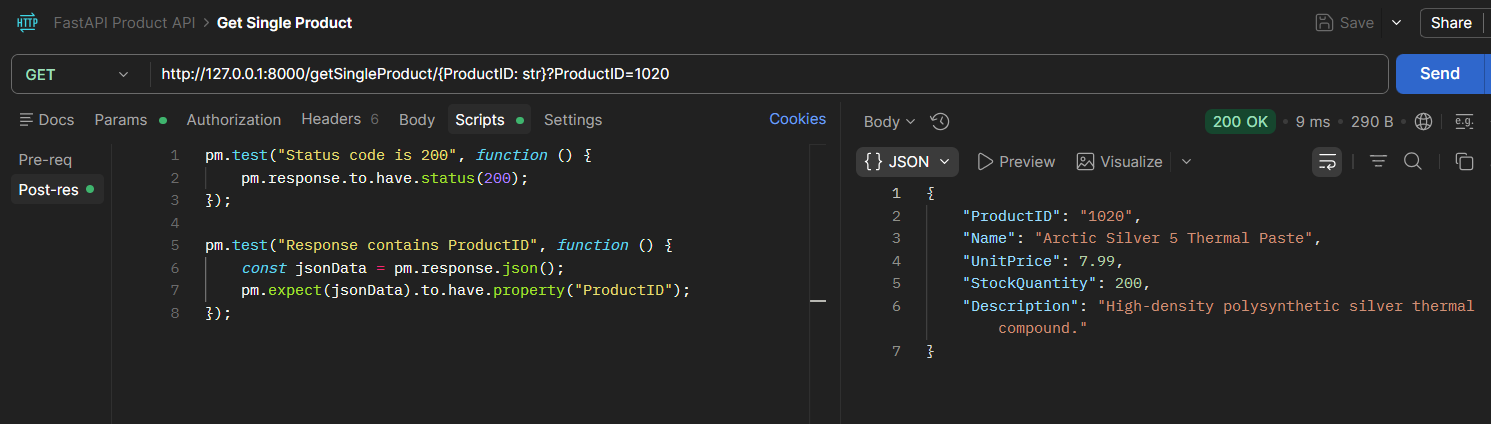 HTTP FastAPI Product API > Get Single Product Save Share
GET http://127.0.0.1:8000/getSingleProduct/{ProductID: str}?ProductID=1020 Send
Docs Params Authorization Headers 6 Body Scripts Settings Cookies
Pre-req
Post-res
1 pm.test("Status code is 200", function () {
2 pm.response.to.have.status(200);
3 });
4
5 pm.test("Response contains ProductID", function () {
6 const jsonData = pm.response.json();
7 pm.expect(jsonData).to.have.property("ProductID");
8 });
Body 200 OK • 9 ms • 290 B • e.g.
{} JSON Preview Visualize
1 {
2 "ProductID": "1020",
3 "Name": "Arctic Silver 5 Thermal Paste",
4 "UnitPrice": 7.99,
5 "StockQuantity": 200,
6 "Description": "High-density polysynthetic silver thermal
compound."
7 }